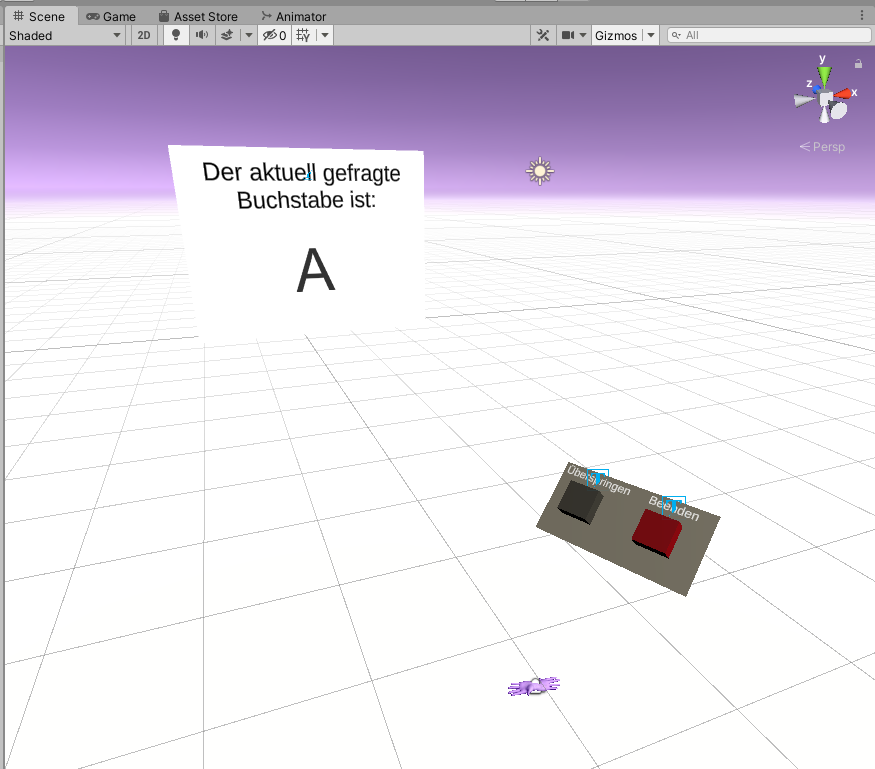 Scene Game Asset Store Animator
Shaded 2D 0 Gizmos All
y
z x
Persp
Der aktuell gefragte
Buchstabe ist:
A
Überspringen
Beenden